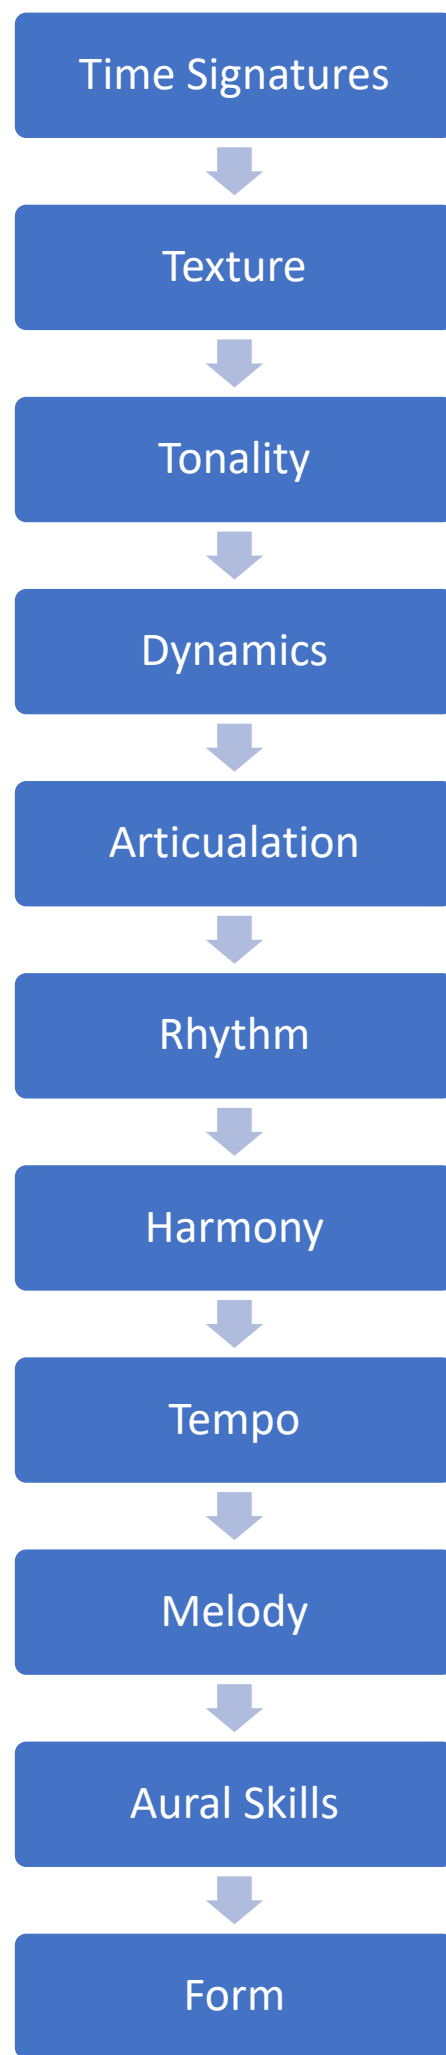 Time Signatures
Texture
Tonality
Dynamics
Articualation
Rhythm
Harmony
Tempo
Melody
Aural Skills
Form